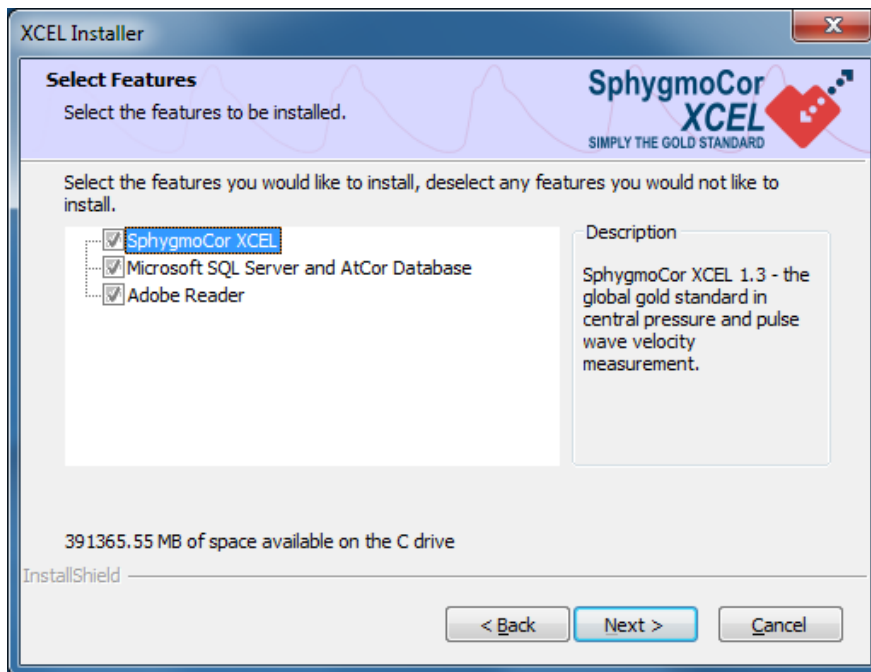 XCEL Installer
Select Features
Select the features to be installed.
SphygmoCor
XCEL
SIMPLY THE GOLD STANDARD
Select the features you would like to install, deselect any features you would not like to
install.
SphygmoCor XCEL
Microsoft SQL Server and AtCor Database
Adobe Reader
Description
SphygmoCor XCEL 1.3 - the
global gold standard in
central pressure and pulse
wave velocity
measurement.
391365.55 MB of space available on the C drive
InstallShield
< Back
Next >
Cancel